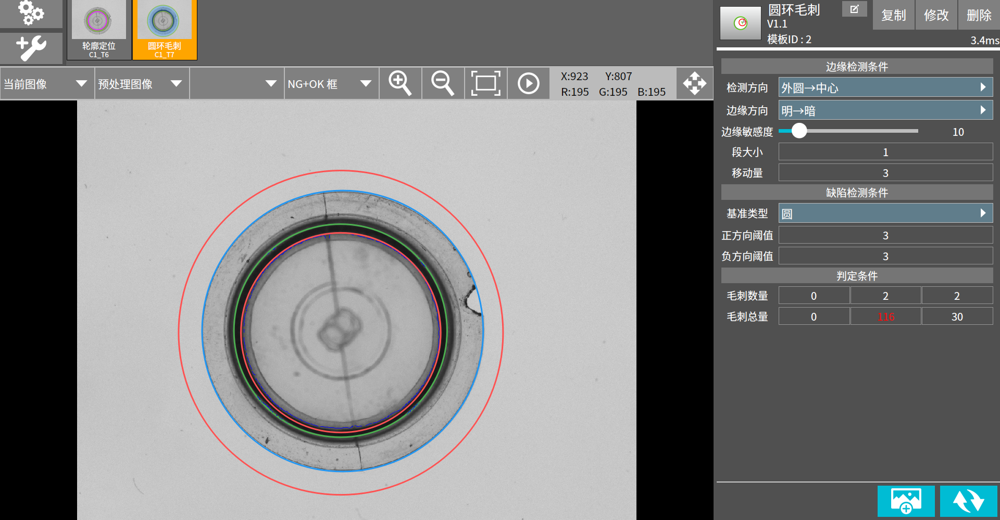 轮廓定位
C1_T6
圆环毛刺
C1_T7
当前图像
预处理图像
NG+OK 框
X:923 Y:807
R:195 G:195 B:195
圆环毛刺
V1.1
模板ID : 2
复制
修改
删除
3.4ms
边缘检测条件
检测方向 外圆→中心
边缘方向 明→暗
边缘敏感度 10
段大小 1
移动量 3
缺陷检测条件
基准类型 圆
正方向阈值 3
负方向阈值 3
判定条件
毛刺数量 0 2 2
毛刺总量 0 116 30